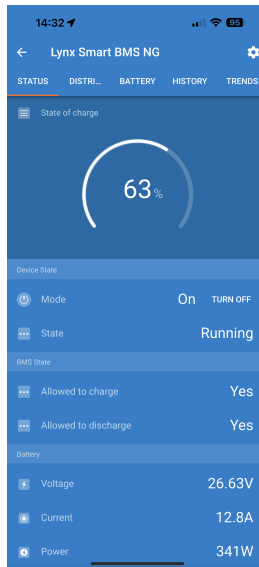 14:32 95
Lynx Smart BMS NG
STATUS DISTRI... BATTERY HISTORY TRENDS
State of charge
63%
Device State
Mode On TURN OFF
State Running
BMS State
Allowed to charge Yes
Allowed to discharge Yes
Battery
Voltage 26.63V
Current 12.8A
Power 341W